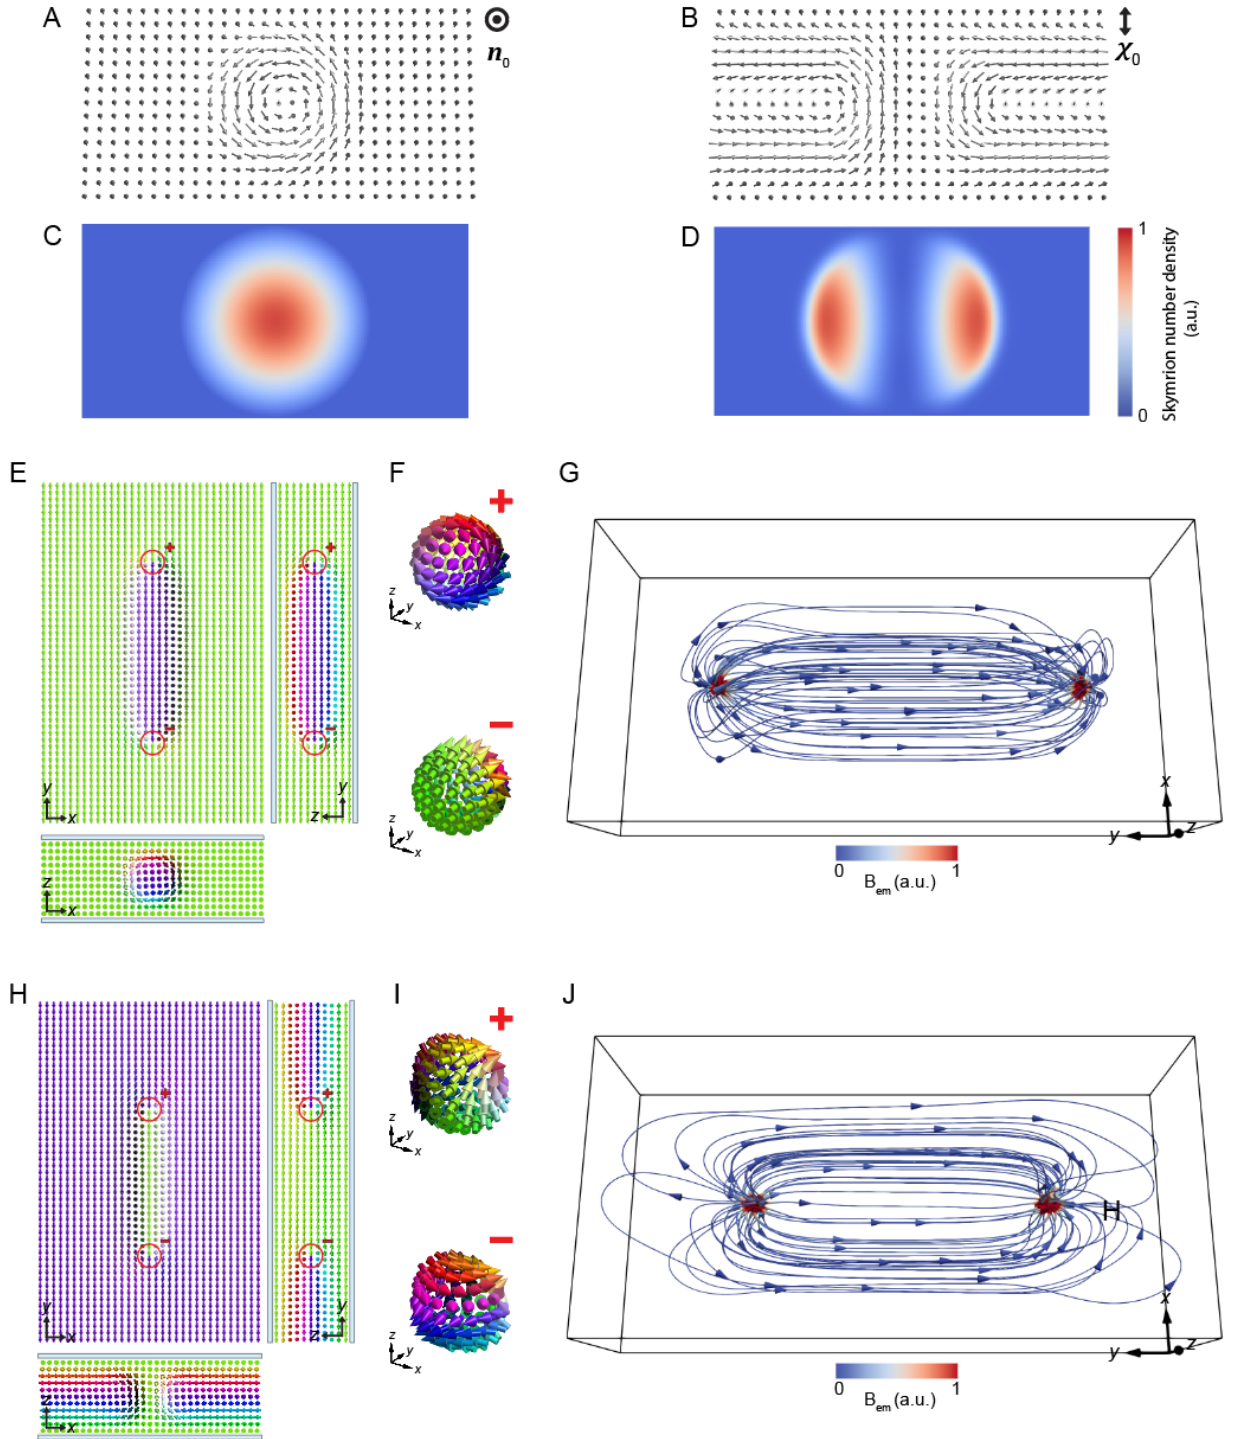 A
n₀
B
χ₀
C
D
1
0
Skymrion number density
(a.u.)
E
+
−
y
x
+
−
y
z
z
x
F
+
z
y
x
−
z
y
x
G
x
y
z
0
1
Bem (a.u.)
H
+
−
y
x
+
−
y
z
z
x
I
+
z
y
x
−
z
y
x
J
H
x
y
z
0
1
Bem (a.u.)